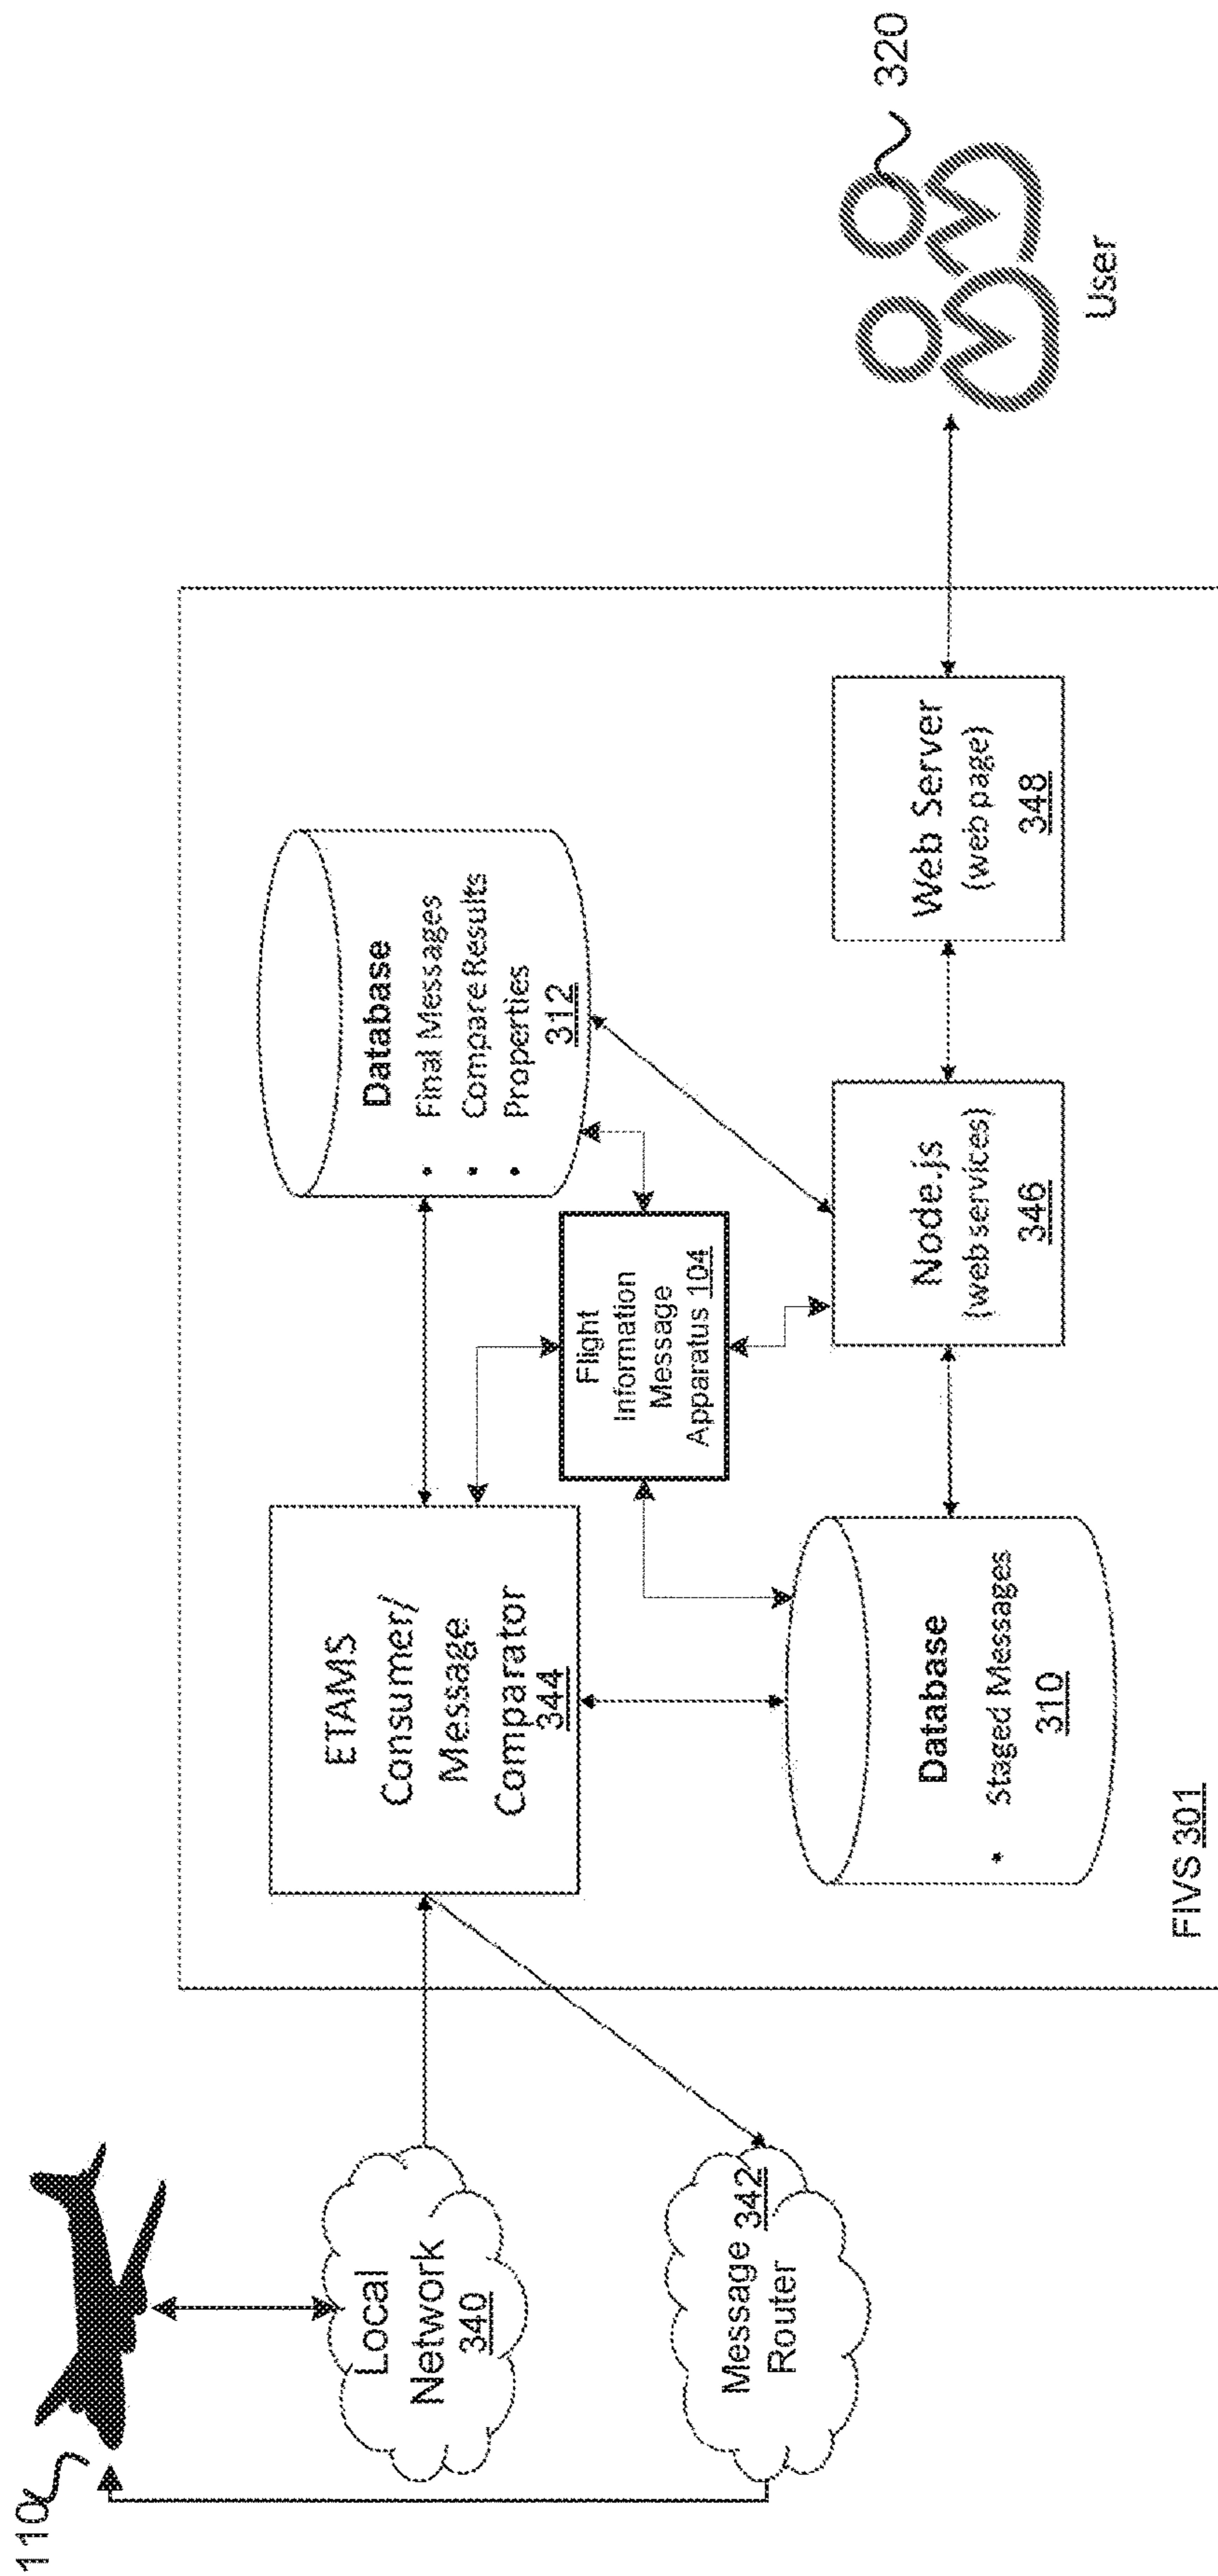 110
Local
Network
340
Message 342
Router
ETAMS
Consumer/
Message
Comparator
344
Database
• Final Messages
• Compare Results
• Properties
312
Flight
Information
Message
Apparatus 104
Database
• Staged Messages
310
Node.js
(web services)
346
Web Server
(web page)
348
320
User
FIVS 301